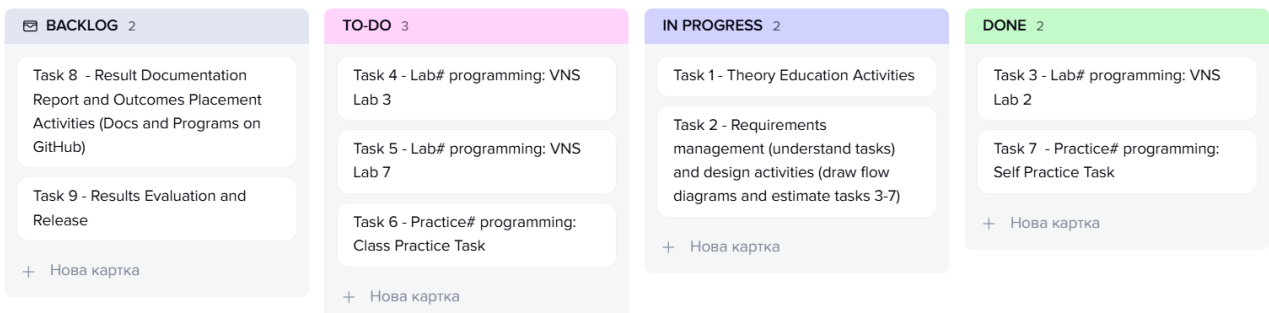 BACKLOG 2
Task 8 - Result Documentation
Report and Outcomes Placement
Activities (Docs and Programs on
GitHub)
Task 9 - Results Evaluation and
Release
+ Нова картка
TO-DO 3
Task 4 - Lab# programming: VNS
Lab 3
Task 5 - Lab# programming: VNS
Lab 7
Task 6 - Practice# programming:
Class Practice Task
+ Нова картка
IN PROGRESS 2
Task 1 - Theory Education Activities
Task 2 - Requirements
management (understand tasks)
and design activities (draw flow
diagrams and estimate tasks 3-7)
+ Нова картка
DONE 2
Task 3 - Lab# programming: VNS
Lab 2
Task 7 - Practice# programming:
Self Practice Task
+ Нова картка